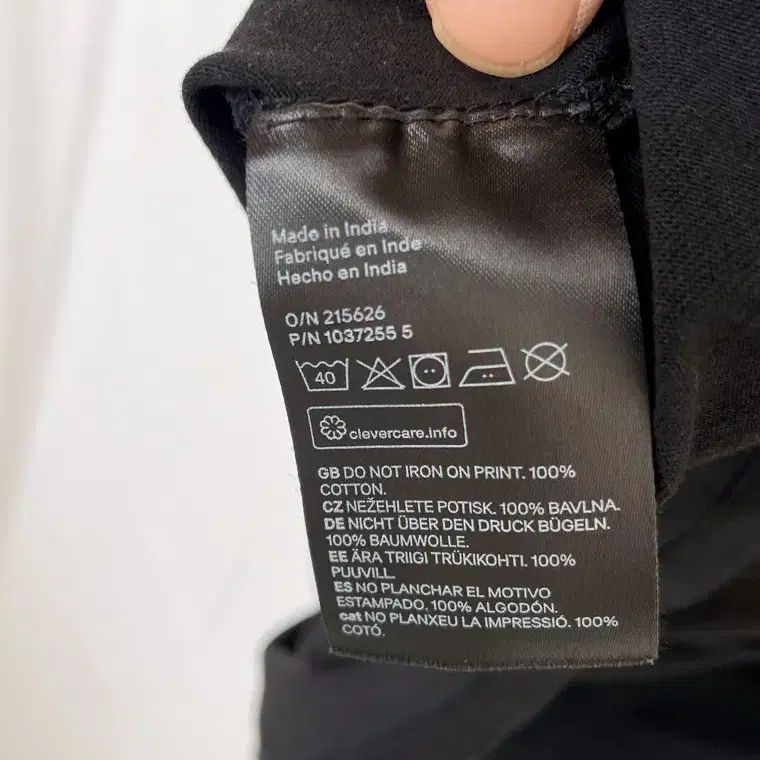 Made in India
Fabriqué en Inde
Hecho en India
O/N 215626
P/N 1037255 5
40
clevercare.info
GB DO NOT IRON ON PRINT. 100%
COTTON.
CZ NEŽEHLETE POTISK. 100% BAVLNA.
DE NICHT ÜBER DEN DRUCK BÜGELN.
100% BAUMWOLLE.
EE ÄRA TRIIGI TRÜKIKOHTI. 100%
PUUVILL.
ES NO PLANCHAR EL MOTIVO
ESTAMPADO. 100% ALGODÓN.
cat NO PLANXEU LA IMPRESSIÓ. 100%
COTÓ.